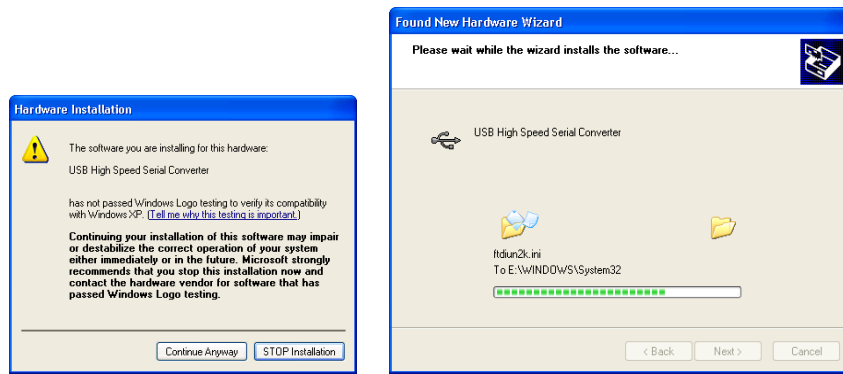 Hardware Installation
The software you are installing for this hardware:
USB High Speed Serial Converter
has not passed Windows Logo testing to verify its compatibility
with Windows XP. (Tell me why this testing is important.)
Continuing your installation of this software may impair
or destabilize the correct operation of your system
either immediately or in the future. Microsoft strongly
recommends that you stop this installation now and
contact the hardware vendor for software that has
passed Windows Logo testing.
Continue Anyway
STOP Installation
Found New Hardware Wizard
Please wait while the wizard installs the software...
USB High Speed Serial Converter
ftdiun2k.ini
To E:\WINDOWS\System32
< Back
Next >
Cancel